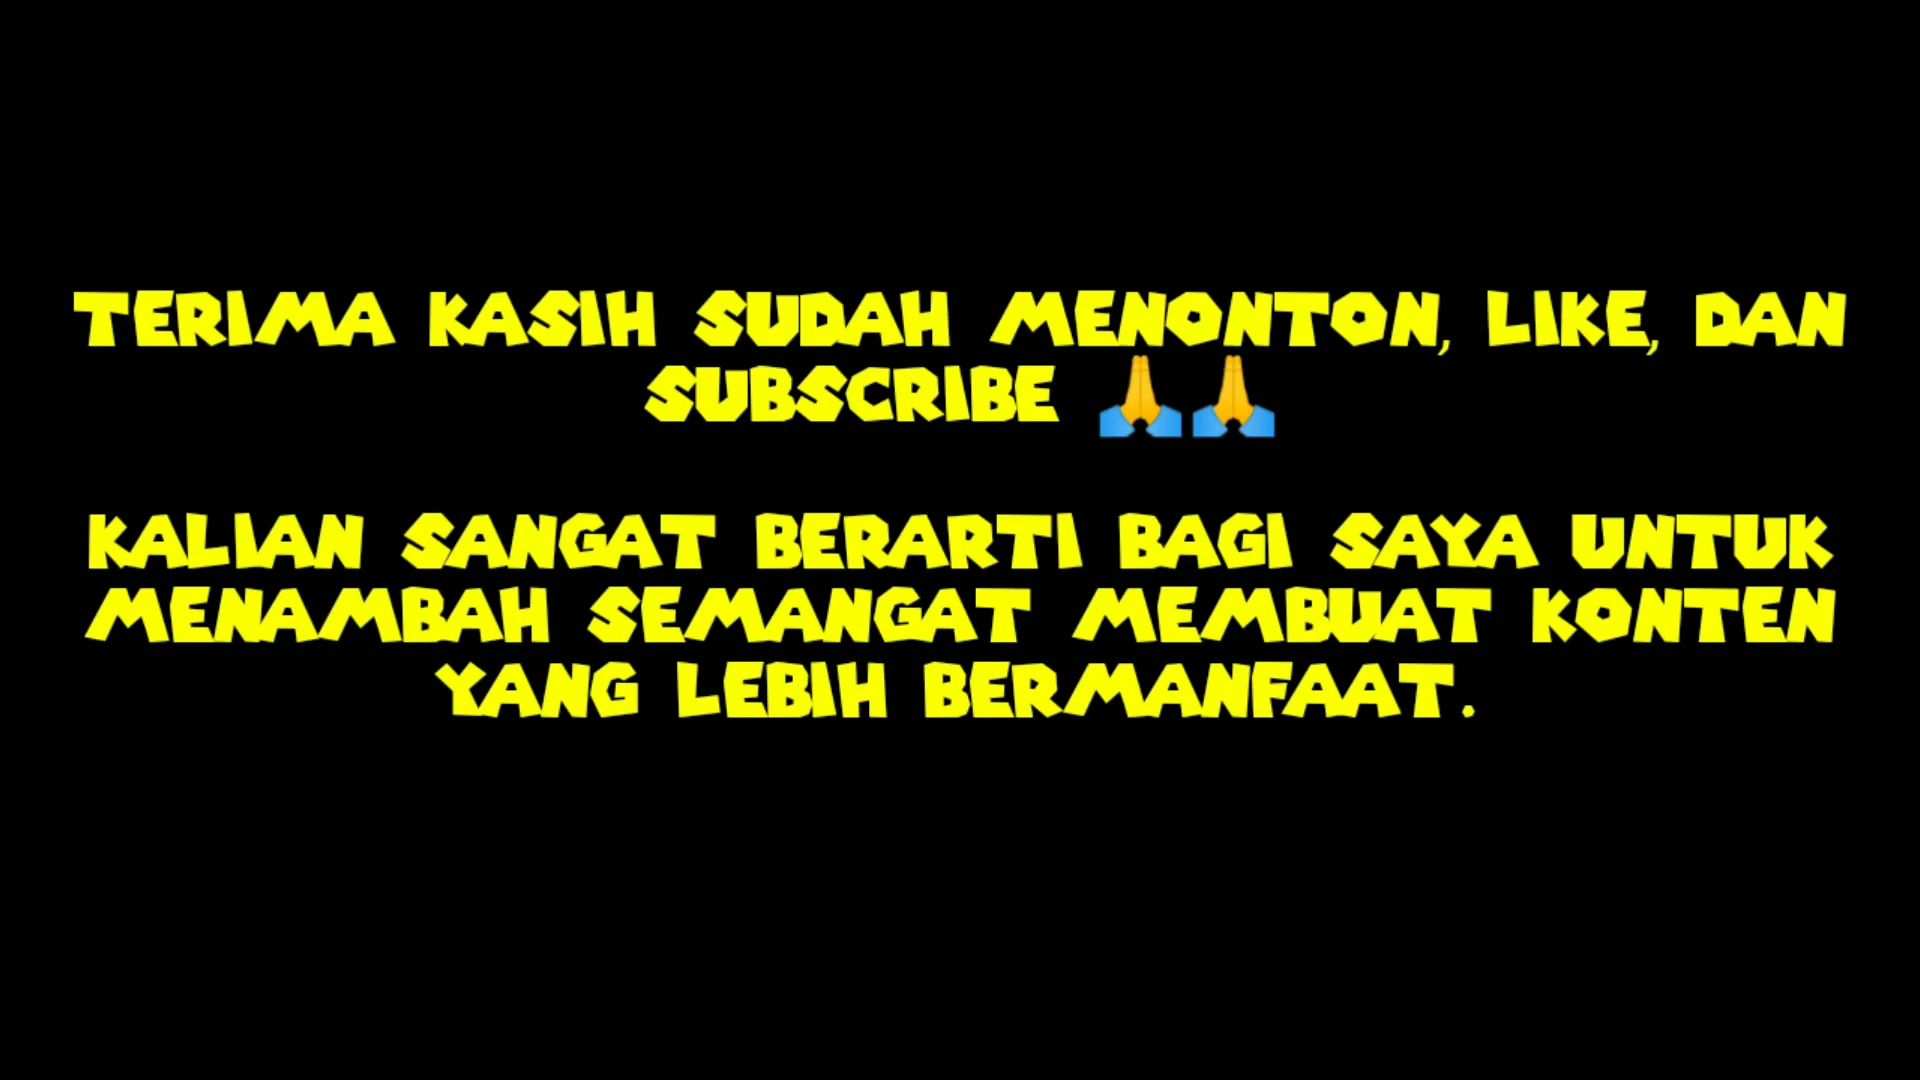 TERIMA KASIH SUDAH MENONTON, LIKE, DAN
SUBSCRIBE 🙏🙏
KALIAN SANGAT BERARTI BAGI SAYA UNTUK
MENAMBAH SEMANGAT MEMBUAT KONTEN
YANG LEBIH BERMANFAAT.